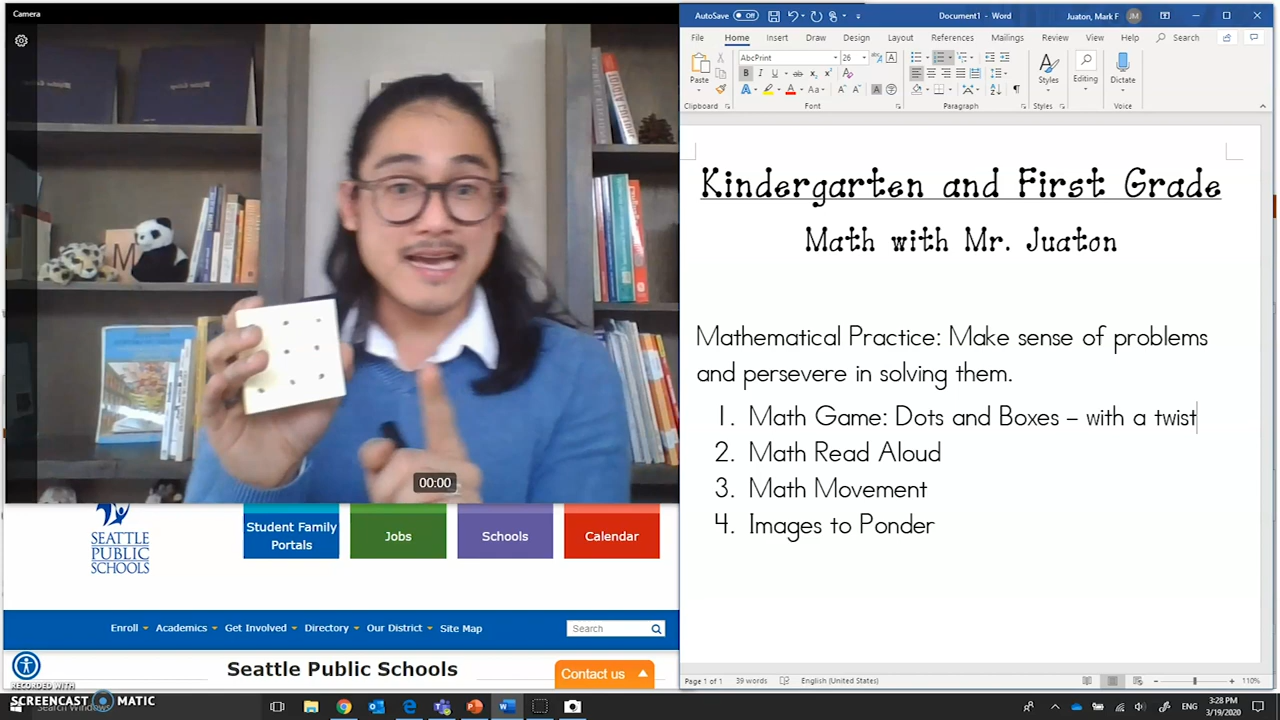 Camera
00:00
M
SEATTLE
PUBLIC
SCHOOLS
Student Family
Portals
Jobs
Schools
Calendar
Enroll
Academics
Get Involved
Directory
Our District
Site Map
Search
Seattle Public Schools
Contact us
RECORDED WITH
SCREENCAST MATIC
Search Windows
AutoSave Off
Document1 - Word
Juaton, Mark F
JM
File Home Insert Draw Design Layout References Mailings Review View Help Search
Paste
AbcPrint
26
Styles
Editing
Dictate
Clipboard
Font
Paragraph
Styles
Voice
Kindergarten and First Grade
Math with Mr. Juaton
Mathematical Practice: Make sense of problems
and persevere in solving them.
1. Math Game: Dots and Boxes – with a twist
2. Math Read Aloud
3. Math Movement
4. Images to Ponder
Page 1 of 1
39 words
English (United States)
110%
3:28 PM
3/19/2020